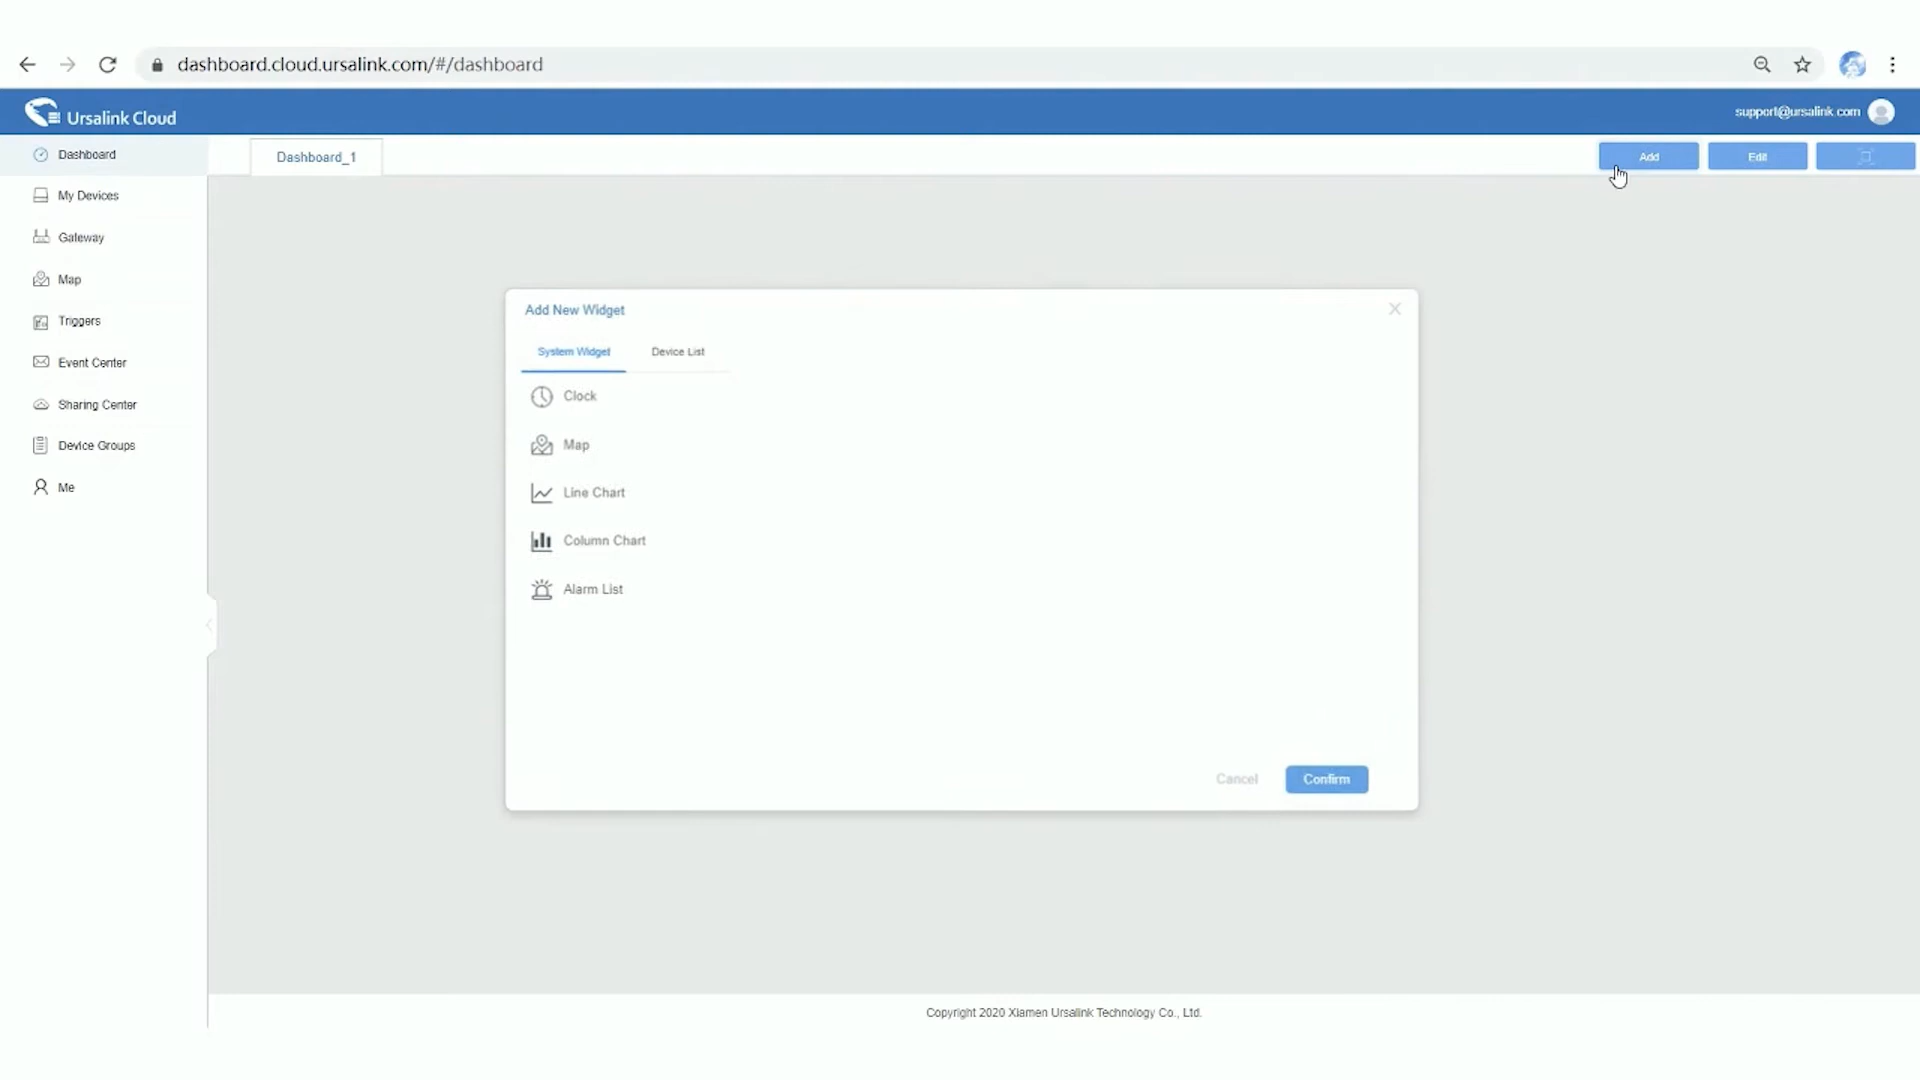 dashboard.cloud.ursalink.com/#/dashboard
Ursalink Cloud
support@ursalink.com
Dashboard
Dashboard_1
Add
Edit
My Devices
Gateway
Map
Triggers
Event Center
Sharing Center
Device Groups
Me
Add New Widget
System Widget
Device List
Clock
Map
Line Chart
Column Chart
Alarm List
Cancel
Confirm
Copyright 2020 Xiamen Ursalink Technology Co., Ltd.